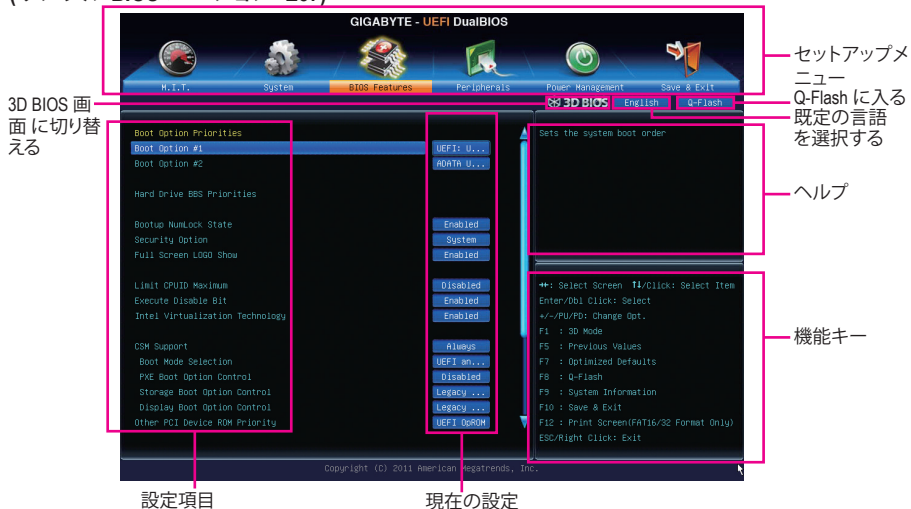 GIGABYTE - UEFI DualBIOS
M.I.T.
System
BIOS Features
Peripherals
Power Management
Save & Exit
セットアップメ
ニュー
3D BIOS
English
Q-Flash
Q-Flash に入る
既定の言語
を選択する
3D BIOS 画
面 に切り替
える
Boot Option Priorities
Boot Option #1 UEFI: U...
Boot Option #2 ADATA U...
Hard Drive BBS Priorities
Bootup NumLock State Enabled
Security Option System
Full Screen LOGO Show Enabled
Limit CPUID Maximum Disabled
Execute Disable Bit Enabled
Intel Virtualization Technology Enabled
CSM Support Always
Boot Mode Selection UEFI an...
PXE Boot Option Control Disabled
Storage Boot Option Control Legacy ...
Display Boot Option Control Legacy ...
Other PCI Device ROM Priority UEFI OpROM
Sets the system boot order
ヘルプ
→←: Select Screen ↑↓/Click: Select Item
Enter/Dbl Click: Select
+/-/PU/PD: Change Opt.
F1 : 3D Mode
F5 : Previous Values
F7 : Optimized Defaults
F8 : Q-Flash
F9 : System Information
F10 : Save & Exit
F12 : Print Screen(FAT16/32 Format Only)
ESC/Right Click: Exit
機能キー
Copyright (C) 2011 American Megatrends, Inc.
設定項目
現在の設定